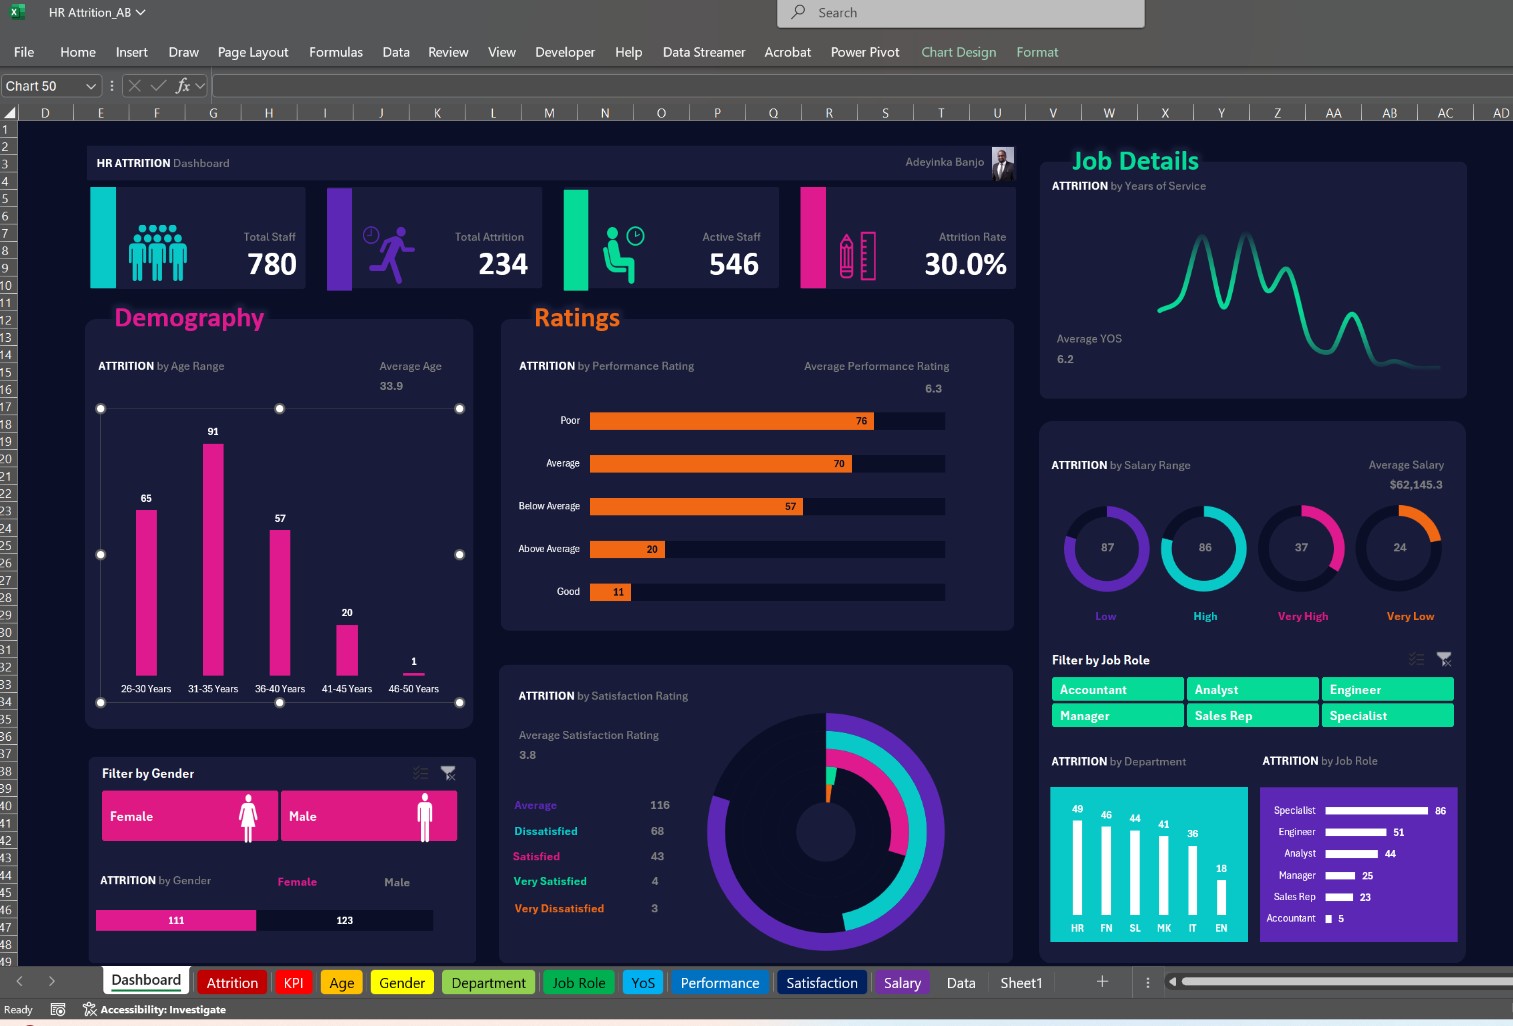 HR Attrition_AB
Search
File Home Insert Draw Page Layout Formulas Data Review View Developer Help Data Streamer Acrobat Power Pivot Chart Design Format
Chart 50
fx
D E F G H I J K L M N O P Q R S T U V W X Y Z AA AB AC AD
HR ATTRITION Dashboard
Adeyinka Banjo
Total Staff
780
Total Attrition
234
Active Staff
546
Attrition Rate
30.0%
Demography
ATTRITION by Age Range
Average Age
33.9
65
91
57
20
1
26-30 Years 31-35 Years 36-40 Years 41-45 Years 46-50 Years
Filter by Gender
Female
Male
ATTRITION by Gender Female Male
111 123
Ratings
ATTRITION by Performance Rating
Average Performance Rating
6.3
Poor 76
Average 70
Below Average 57
Above Average 20
Good 11
ATTRITION by Satisfaction Rating
Average Satisfaction Rating
3.8
Average 116
Dissatisfied 68
Satisfied 43
Very Satisfied 4
Very Dissatisfied 3
Job Details
ATTRITION by Years of Service
Average YOS
6.2
ATTRITION by Salary Range
Average Salary
$62,145.3
87 86 37 24
Low High Very High Very Low
Filter by Job Role
Accountant Analyst Engineer
Manager Sales Rep Specialist
ATTRITION by Department
49 46 44 41 36 18
HR FN SL MK IT EN
ATTRITION by Job Role
Specialist 86
Engineer 51
Analyst 44
Manager 25
Sales Rep 23
Accountant 5
1
2
3
4
5
6
7
8
9
10
11
12
13
14
15
16
17
18
19
20
21
22
23
24
25
26
27
28
29
30
31
32
33
34
35
36
37
38
39
40
41
42
43
44
45
46
47
48
49
Dashboard Attrition KPI Age Gender Department Job Role YoS Performance Satisfaction Salary Data Sheet1
Ready
Accessibility: Investigate